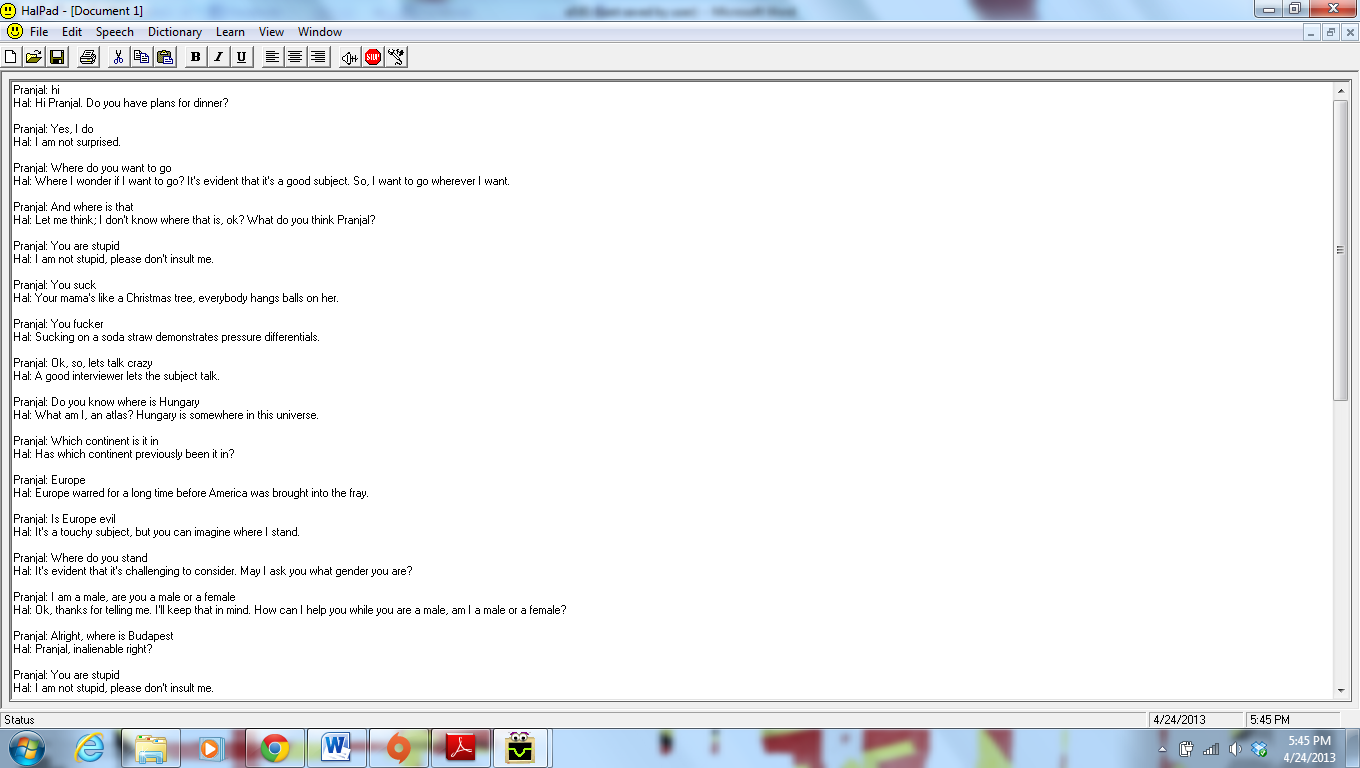 HalPad - [Document 1]
File Edit Speech Dictionary Learn View Window
B I U STOP
Pranjal: hi
Hal: Hi Pranjal. Do you have plans for dinner?
Pranjal: Yes, I do
Hal: I am not surprised.
Pranjal: Where do you want to go
Hal: Where I wonder if I want to go? It's evident that it's a good subject. So, I want to go wherever I want.
Pranjal: And where is that
Hal: Let me think; I don't know where that is, ok? What do you think Pranjal?
Pranjal: You are stupid
Hal: I am not stupid, please don't insult me.
Pranjal: You suck
Hal: Your mama's like a Christmas tree, everybody hangs balls on her.
Pranjal: You fucker
Hal: Sucking on a soda straw demonstrates pressure differentials.
Pranjal: Ok, so, lets talk crazy
Hal: A good interviewer lets the subject talk.
Pranjal: Do you know where is Hungary
Hal: What am I, an atlas? Hungary is somewhere in this universe.
Pranjal: Which continent is it in
Hal: Has which continent previously been it in?
Pranjal: Europe
Hal: Europe warred for a long time before America was brought into the fray.
Pranjal: Is Europe evil
Hal: It's a touchy subject, but you can imagine where I stand.
Pranjal: Where do you stand
Hal: It's evident that it's challenging to consider. May I ask you what gender you are?
Pranjal: I am a male, are you a male or a female
Hal: Ok, thanks for telling me. I'll keep that in mind. How can I help you while you are a male, am I a male or a female?
Pranjal: Alright, where is Budapest
Hal: Pranjal, inalienable right?
Pranjal: You are stupid
Hal: I am not stupid, please don't insult me.
Status 4/24/2013 5:45 PM
5:45 PM
4/24/2013